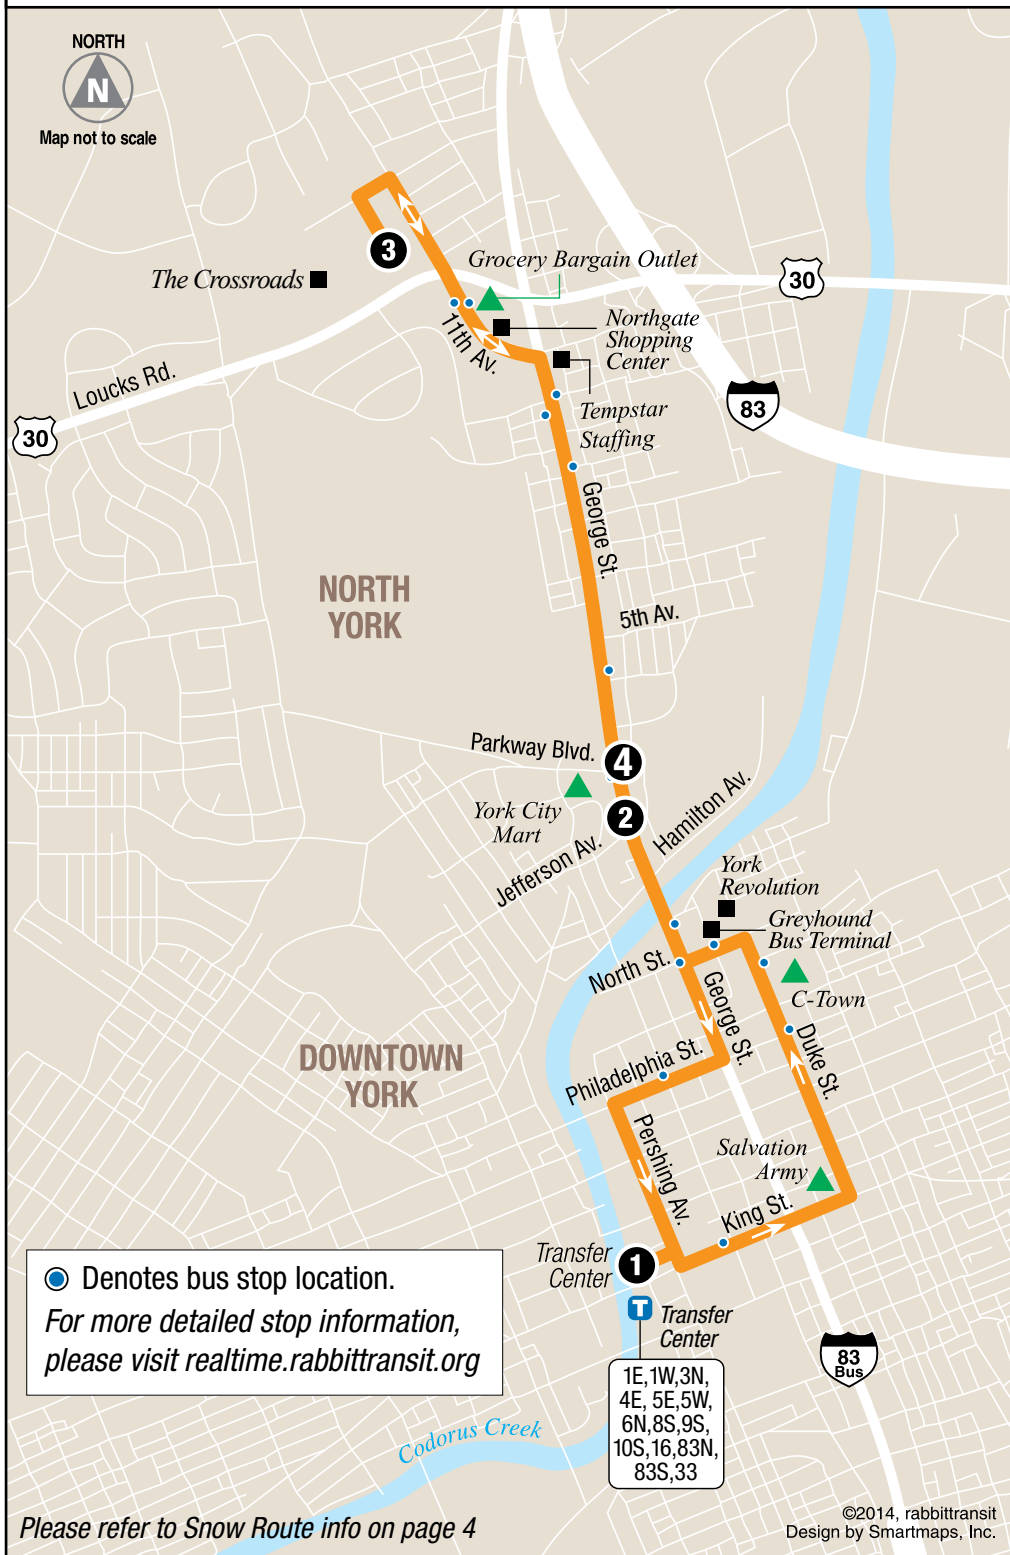 NORTH
N
Map not to scale
3
The Crossroads
Grocery Bargain Outlet
30
Northgate
Shopping
Center
11th Av.
Loucks Rd.
30
83
Tempstar
Staffing
George St.
NORTH
YORK
5th Av.
Parkway Blvd.
4
York City
Mart
2
Jefferson Av.
Hamilton Av.
York
Revolution
Greyhound
Bus Terminal
North St.
C-Town
George St.
Duke St.
DOWNTOWN
YORK
Philadelphia St.
Pershing Av.
Salvation
Army
King St.
Transfer
Center
1
T
Transfer
Center
1E,1W,3N,
4E, 5E,5W,
6N,8S,9S,
10S,16,83N,
83S,33
83
Bus
Denotes bus stop location.
For more detailed stop information,
please visit realtime.rabbittransit.org
Codorus Creek
Please refer to Snow Route info on page 4
©2014, rabbittransit
Design by Smartmaps, Inc.